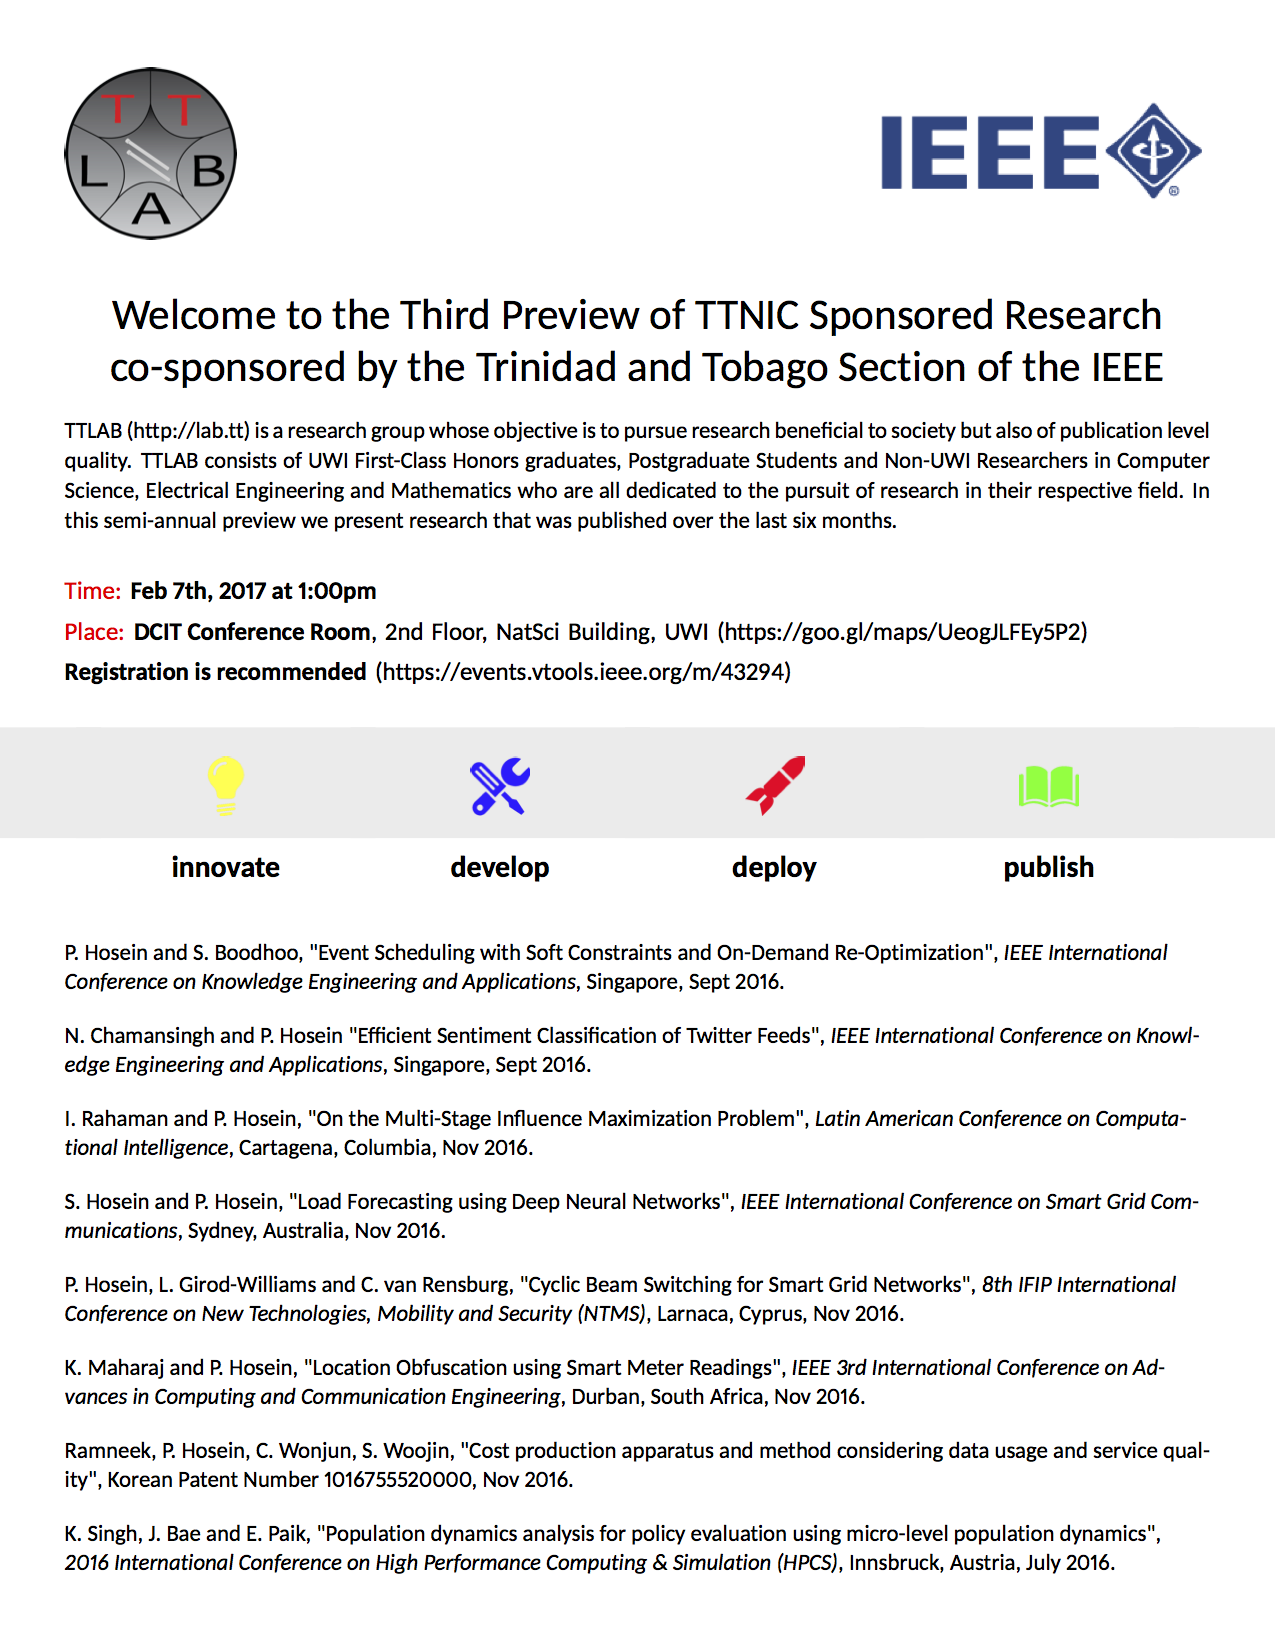 T T
L B
A
IEEE
®
Welcome to the Third Preview of TTNIC Sponsored Research
co-sponsored by the Trinidad and Tobago Section of the IEEE
TTLAB (http://lab.tt) is a research group whose objective is to pursue research beneficial to society but also of publication level
quality. TTLAB consists of UWI First-Class Honors graduates, Postgraduate Students and Non-UWI Researchers in Computer
Science, Electrical Engineering and Mathematics who are all dedicated to the pursuit of research in their respective field. In
this semi-annual preview we present research that was published over the last six months.
Time: Feb 7th, 2017 at 1:00pm
Place: DCIT Conference Room, 2nd Floor, NatSci Building, UWI (https://goo.gl/maps/UeogJLFEy5P2)
Registration is recommended (https://events.vtools.ieee.org/m/43294)
innovate develop deploy publish
P. Hosein and S. Boodhoo, "Event Scheduling with Soft Constraints and On-Demand Re-Optimization", IEEE International
Conference on Knowledge Engineering and Applications, Singapore, Sept 2016.
N. Chamansingh and P. Hosein "Efficient Sentiment Classification of Twitter Feeds", IEEE International Conference on Knowl-
edge Engineering and Applications, Singapore, Sept 2016.
I. Rahaman and P. Hosein, "On the Multi-Stage Influence Maximization Problem", Latin American Conference on Computa-
tional Intelligence, Cartagena, Columbia, Nov 2016.
S. Hosein and P. Hosein, "Load Forecasting using Deep Neural Networks", IEEE International Conference on Smart Grid Com-
munications, Sydney, Australia, Nov 2016.
P. Hosein, L. Girod-Williams and C. van Rensburg, "Cyclic Beam Switching for Smart Grid Networks", 8th IFIP International
Conference on New Technologies, Mobility and Security (NTMS), Larnaca, Cyprus, Nov 2016.
K. Maharaj and P. Hosein, "Location Obfuscation using Smart Meter Readings", IEEE 3rd International Conference on Ad-
vances in Computing and Communication Engineering, Durban, South Africa, Nov 2016.
Ramneek, P. Hosein, C. Wonjun, S. Woojin, "Cost production apparatus and method considering data usage and service qual-
ity", Korean Patent Number 1016755520000, Nov 2016.
K. Singh, J. Bae and E. Paik, "Population dynamics analysis for policy evaluation using micro-level population dynamics",
2016 International Conference on High Performance Computing & Simulation (HPCS), Innsbruck, Austria, July 2016.